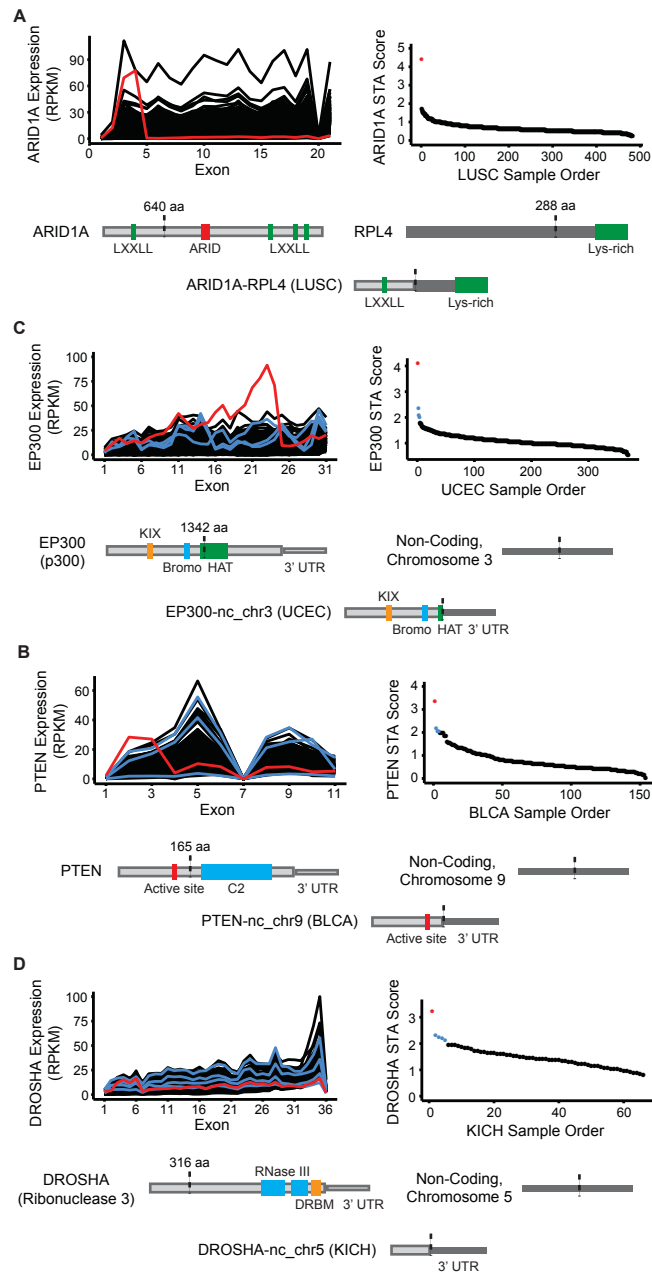 A
ARID1A Expression
(RPKM)
90
60
30
0
0 5 10 15 20
Exon
ARID1A STA Score
5
4
3
2
1
0
0 100 200 300 400 500
LUSC Sample Order
640 aa
ARID1A
LXXLL ARID LXXLL
288 aa
RPL4
Lys-rich
ARID1A-RPL4 (LUSC)
LXXLL Lys-rich
C
EP300 Expression
(RPKM)
100
75
50
25
0
1 6 11 16 21 26 31
Exon
EP300 STA Score
4
3
2
1
0 100 200 300
UCEC Sample Order
KIX 1342 aa
EP300
(p300)
Bromo HAT 3' UTR
Non-Coding,
Chromosome 3
KIX
EP300-nc_chr3 (UCEC)
Bromo HAT 3' UTR
B
PTEN Expression
(RPKM)
60
40
20
0
1 3 5 7 9 11
Exon
PTEN STA Score
4
3
2
1
0
0 50 100 150
BLCA Sample Order
165 aa
PTEN
Active site C2 3' UTR
Non-Coding,
Chromosome 9
PTEN-nc_chr9 (BLCA)
Active site 3' UTR
D
DROSHA Expression
(RPKM)
100
75
50
25
0
1 6 11 16 21 26 31 36
Exon
DROSHA STA Score
3
2
1
0
0 20 40 60
KICH Sample Order
316 aa RNase III
DROSHA
(Ribonuclease 3)
DRBM 3' UTR
Non-Coding,
Chromosome 5
DROSHA-nc_chr5 (KICH)
3' UTR